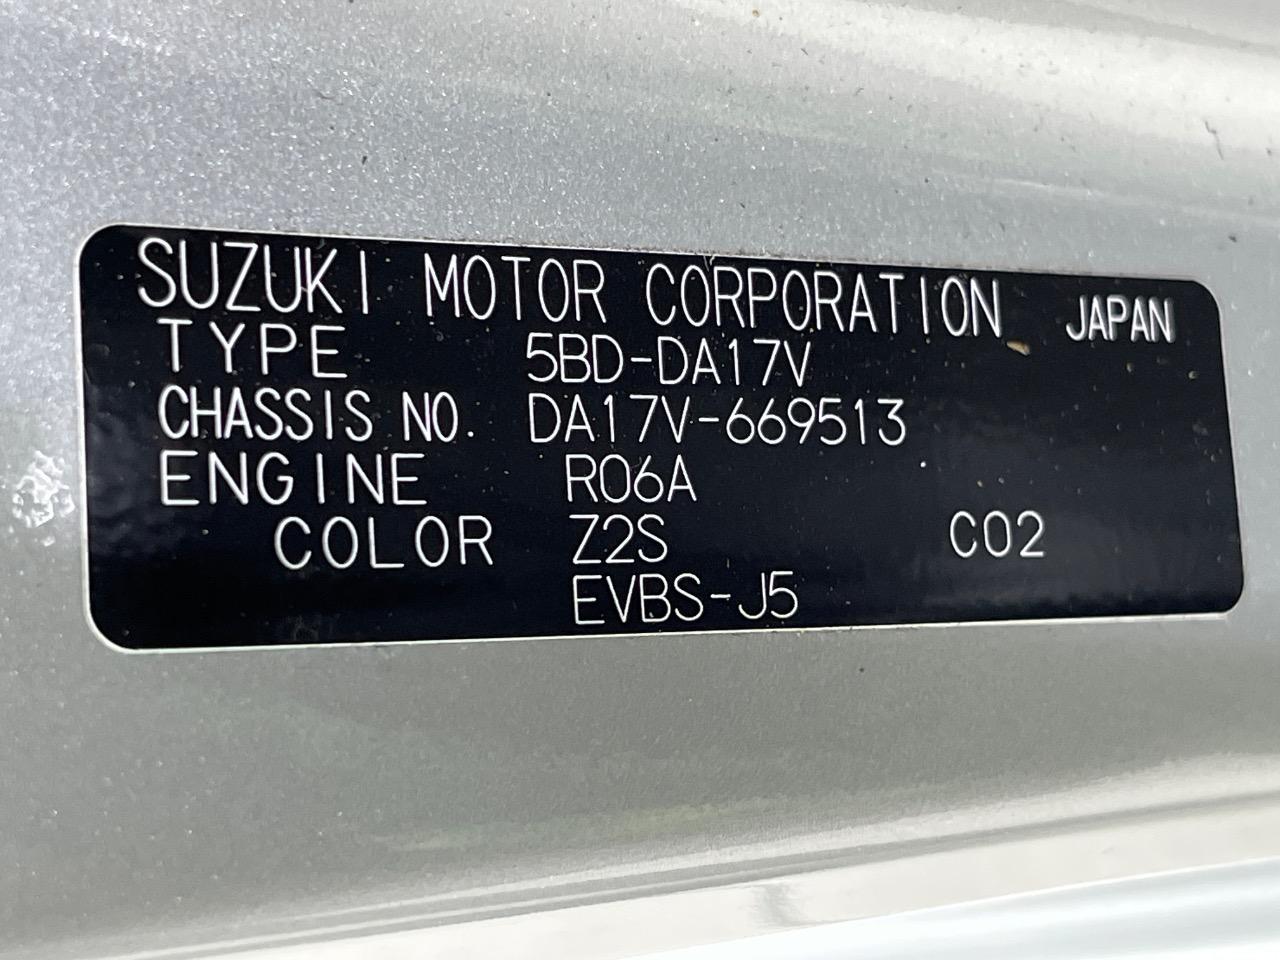 SUZUKI MOTOR CORPORATION JAPAN
TYPE 5BD-DA17V
CHASSIS NO. DA17V-669513
ENGINE R06A
COLOR Z2S C02
EVBS-J5